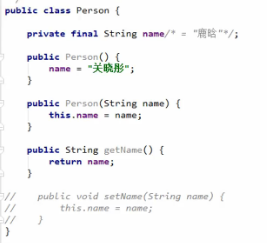 public class Person {
private final String name/* = "鹿晗"*/;
public Person() {
name = "关晓彤";
}
public Person(String name) {
this.name = name;
}
public String getName() {
return name;
}
//    public void setName(String name) {
//        this.name = name;
//    }
}